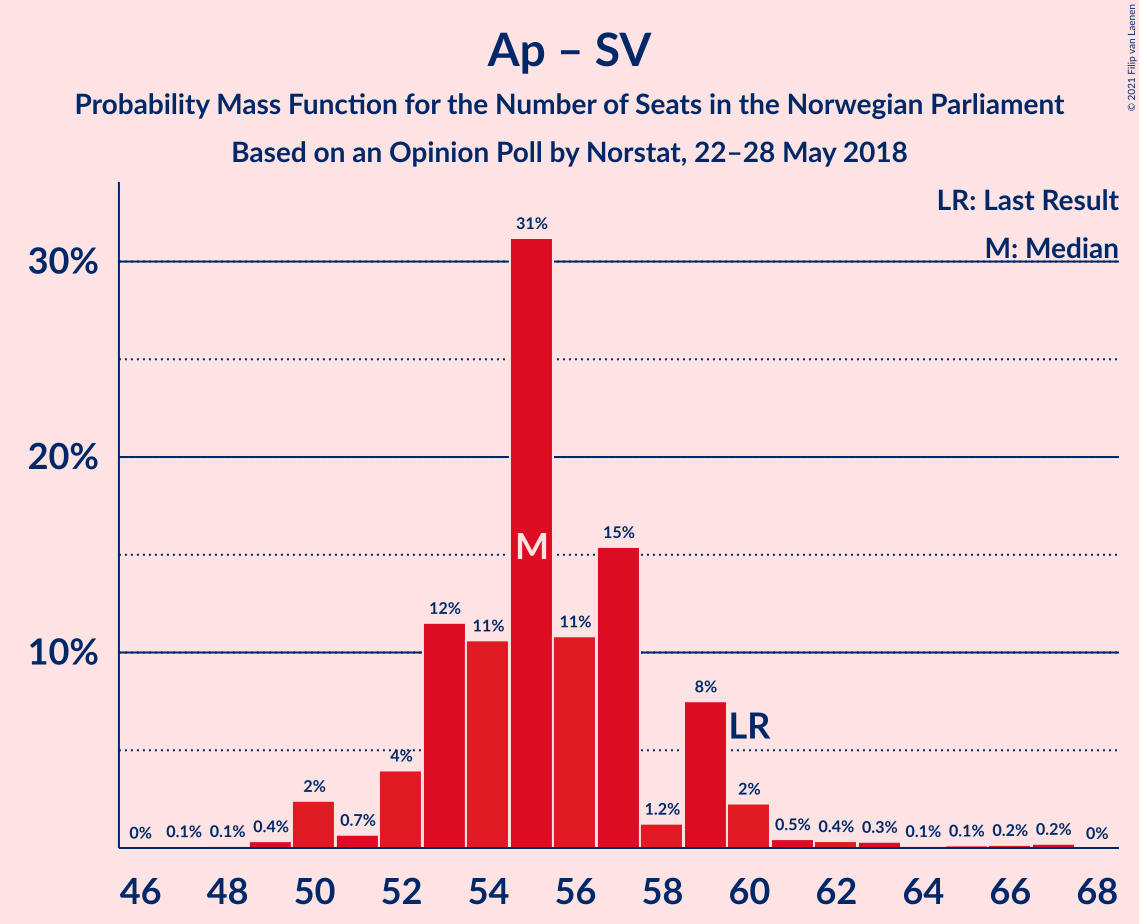 Ap – SV
Probability Mass Function for the Number of Seats in the Norwegian Parliament
Based on an Opinion Poll by Norstat, 22–28 May 2018
© 2021 Filip van Laenen
LR: Last Result
M: Median
30%
20%
10%
0%
0.1%
0.1%
0.4%
2%
0.7%
4%
12%
11%
31%
M
11%
15%
1.2%
8%
LR
2%
0.5%
0.4%
0.3%
0.1%
0.1%
0.2%
0.2%
0%
46 48 50 52 54 56 58 60 62 64 66 68